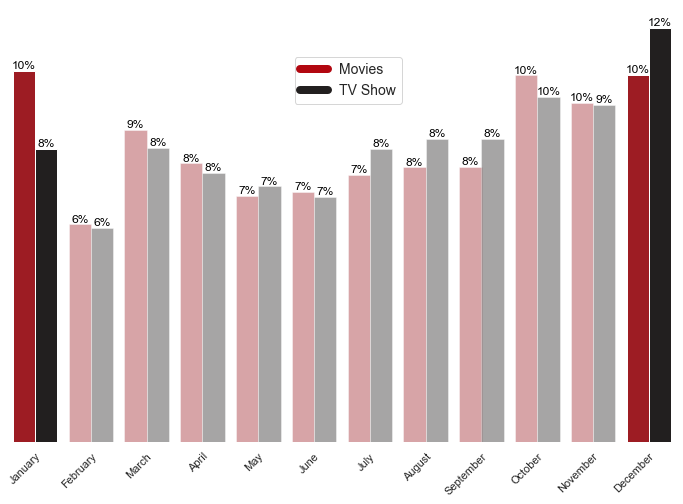 12%
10%
10%
10%
10%
10%
9%
9%
8%
8%
8%
8%
8%
8%
8%
8%
8%
7%
7%
7%
7%
7%
6%
6%
Movies
TV Show
January
February
March
April
May
June
July
August
September
October
November
December